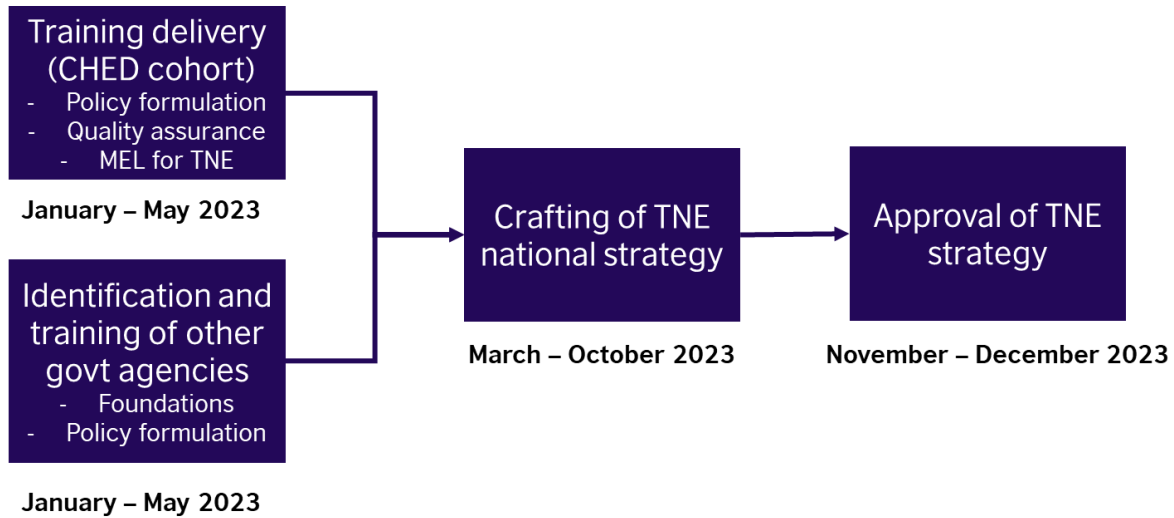 Training delivery
(CHED cohort)
- Policy formulation
- Quality assurance
- MEL for TNE
January – May 2023
Identification and
training of other
govt agencies
- Foundations
- Policy formulation
January – May 2023
Crafting of TNE
national strategy
March – October 2023
Approval of TNE
strategy
November – December 2023